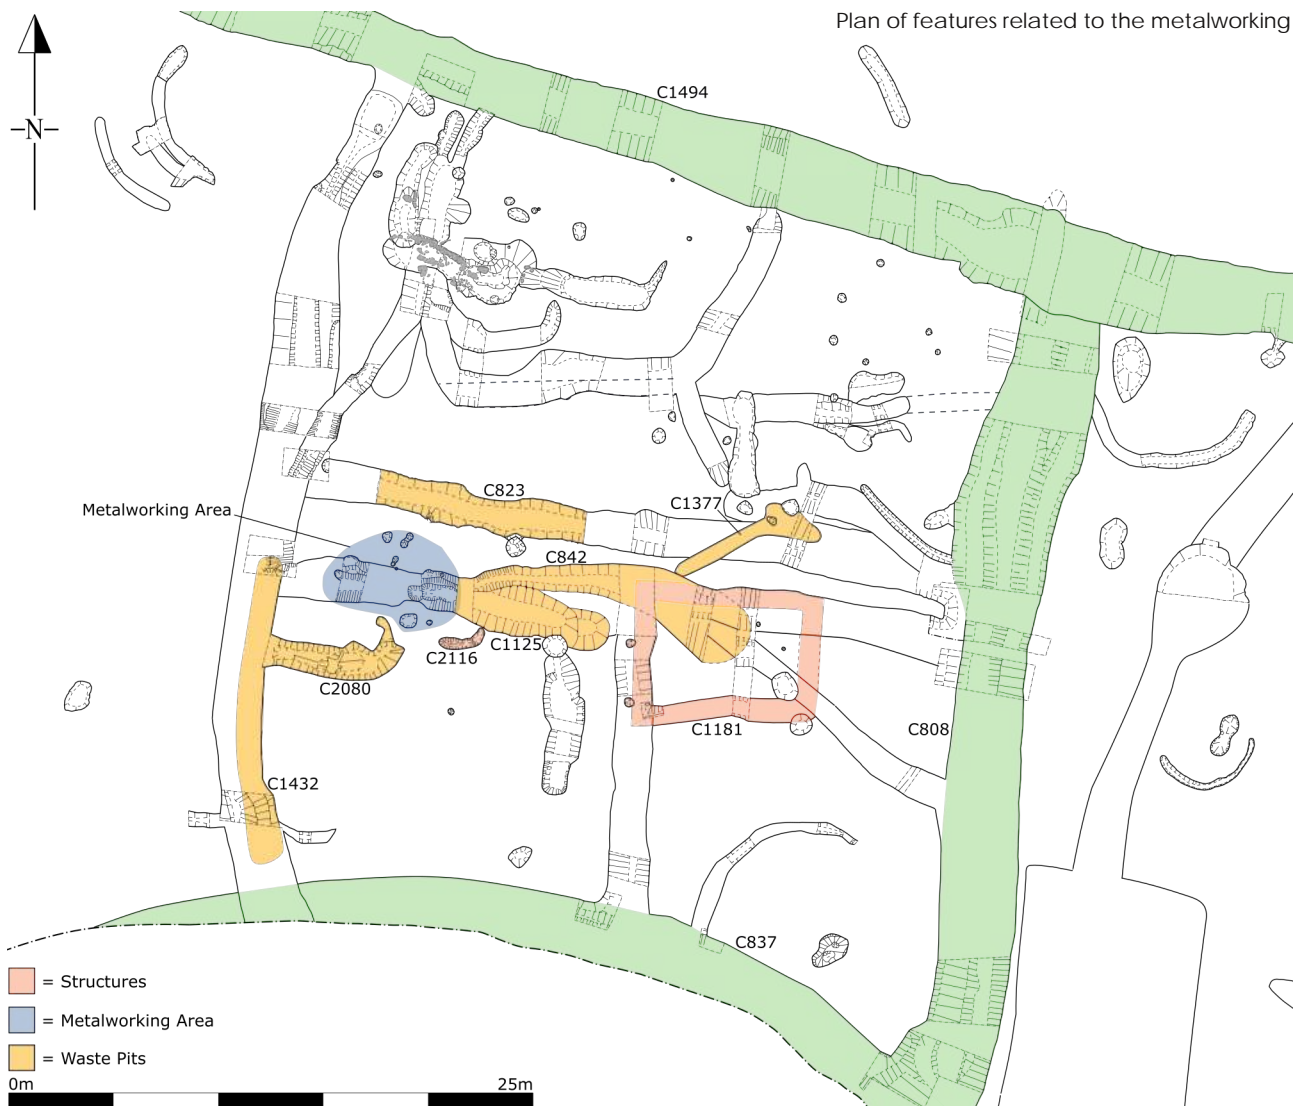 Plan of features related to the metalworking
N
C1494
C823
C1377
Metalworking Area
C842
C2116
C1125
C2080
C1181
C808
C1432
C837
= Structures
= Metalworking Area
= Waste Pits
0m 25m